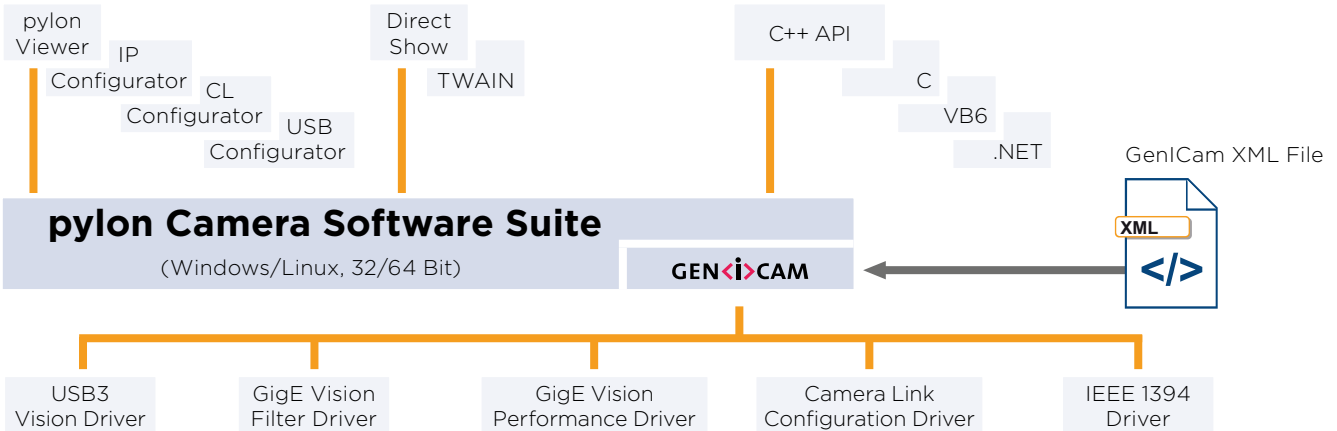 pylon
Viewer
IP
Configurator
CL
Configurator
USB
Configurator
Direct
Show
TWAIN
C++ API
C
VB6
.NET
GenICam XML File
XML
</>
pylon Camera Software Suite
(Windows/Linux, 32/64 Bit)
GEN<i>CAM
USB3
Vision Driver
GigE Vision
Filter Driver
GigE Vision
Performance Driver
Camera Link
Configuration Driver
IEEE 1394
Driver